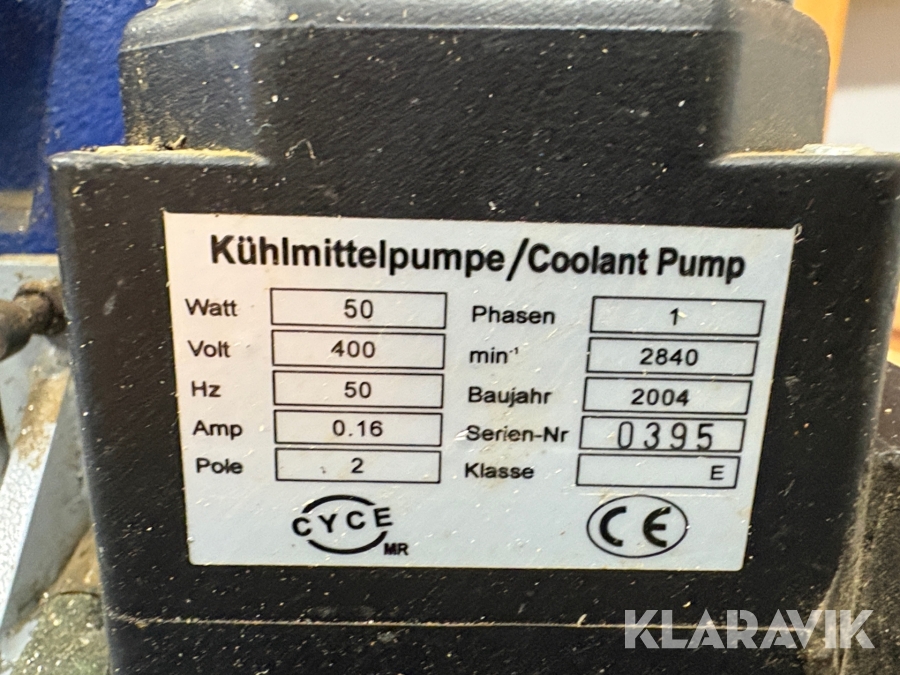 Kühlmittelpumpe/Coolant Pump
Watt 50 Phasen 1
Volt 400 min⁻¹ 2840
Hz 50 Baujahr 2004
Amp 0.16 Serien-Nr 0395
Pole 2 Klasse E
CYCE MR CE
KLARAVIK